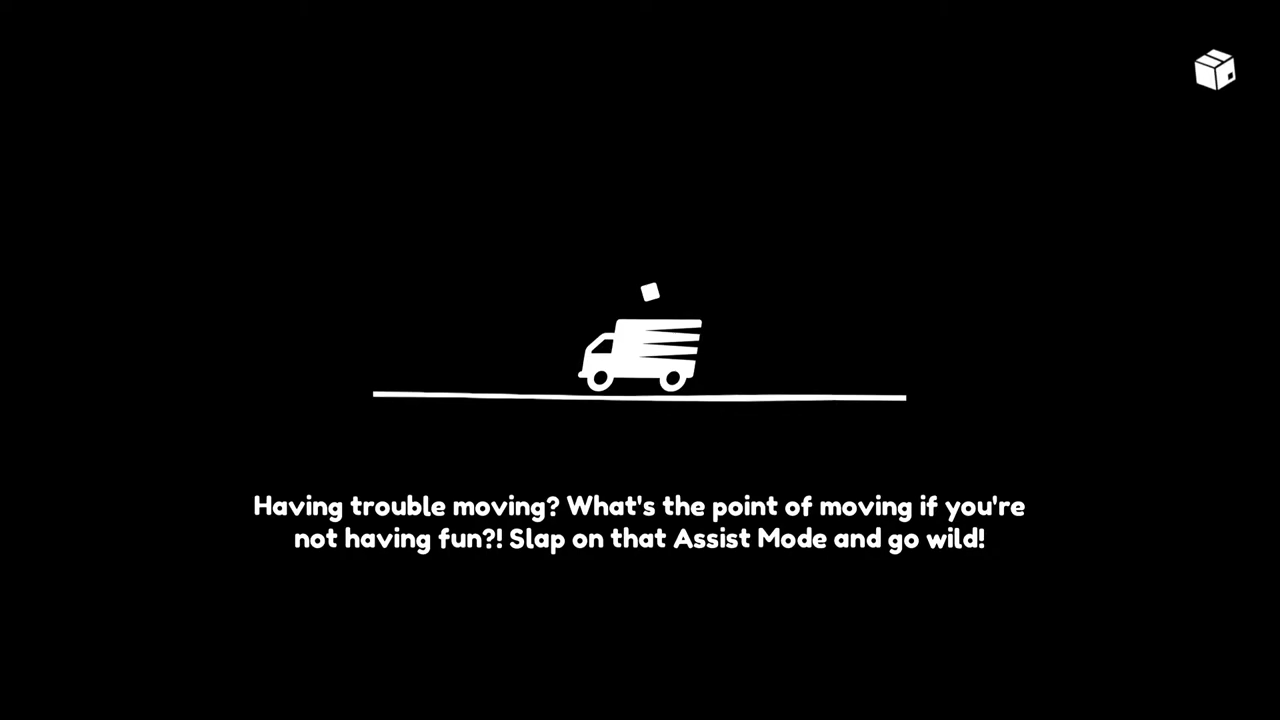 Having trouble moving? What's the point of moving if you're
not having fun?! Slap on that Assist Mode and go wild!